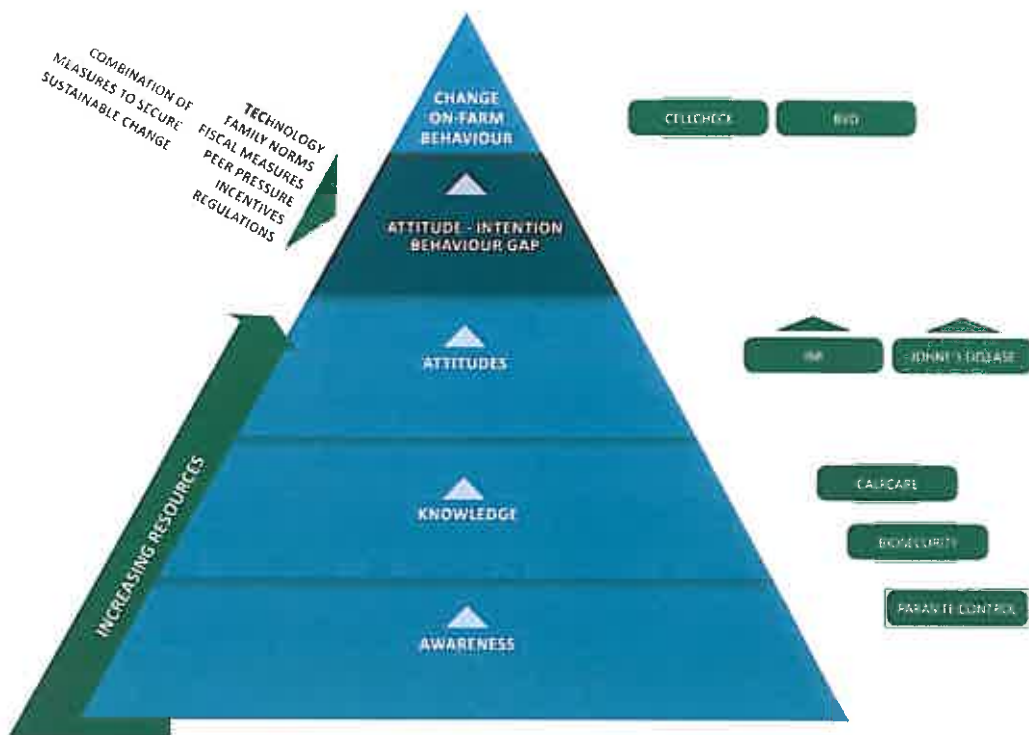 COMBINATION OF
MEASURES TO SECURE
SUSTAINABLE CHANGE
TECHNOLOGY
FAMILY NORMS
FISCAL MEASURES
PEER PRESSURE
INCENTIVES
REGULATIONS
CHANGE
ON-FARM
BEHAVIOUR
CELLCHECK
BVD
ATTITUDE - INTENTION
BEHAVIOUR GAP
ATTITUDES
JOHNE'S DISEASE
INCREASING RESOURCES
KNOWLEDGE
CALFCARE
BIOSECURITY
AWARENESS
PARASITE CONTROL